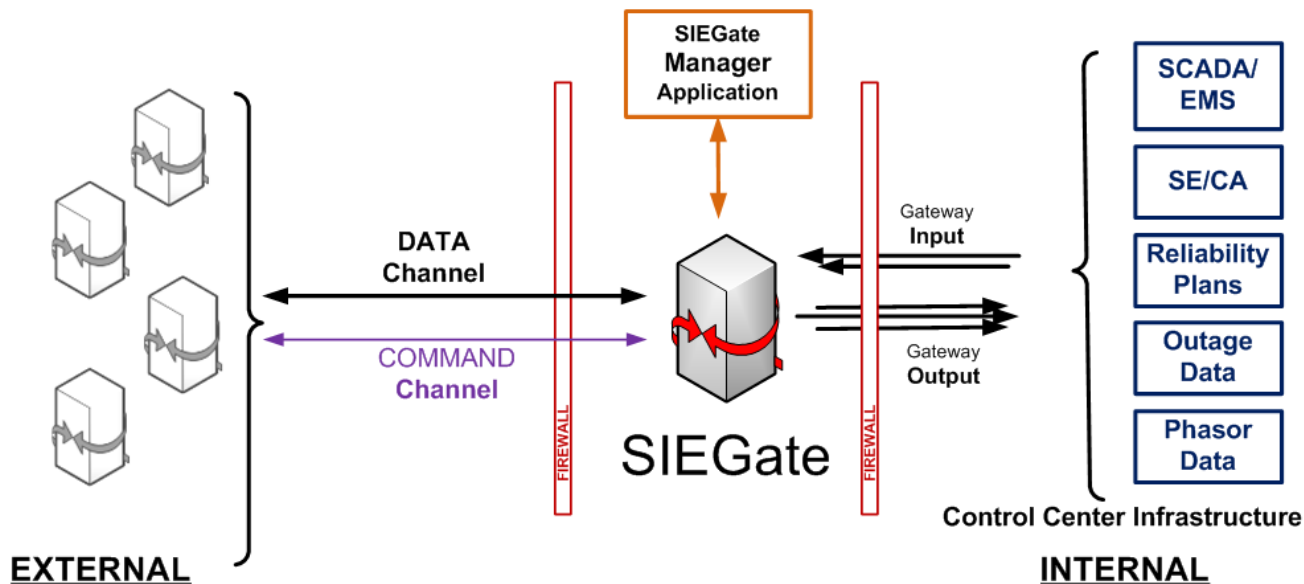 SIEGate
Manager
Application
SCADA/
EMS
SE/CA
Reliability
Plans
Outage
Data
Phasor
Data
Gateway
Input
Gateway
Output
DATA
Channel
COMMAND
Channel
FIREWALL
FIREWALL
SIEGate
Control Center Infrastructure
EXTERNAL
INTERNAL